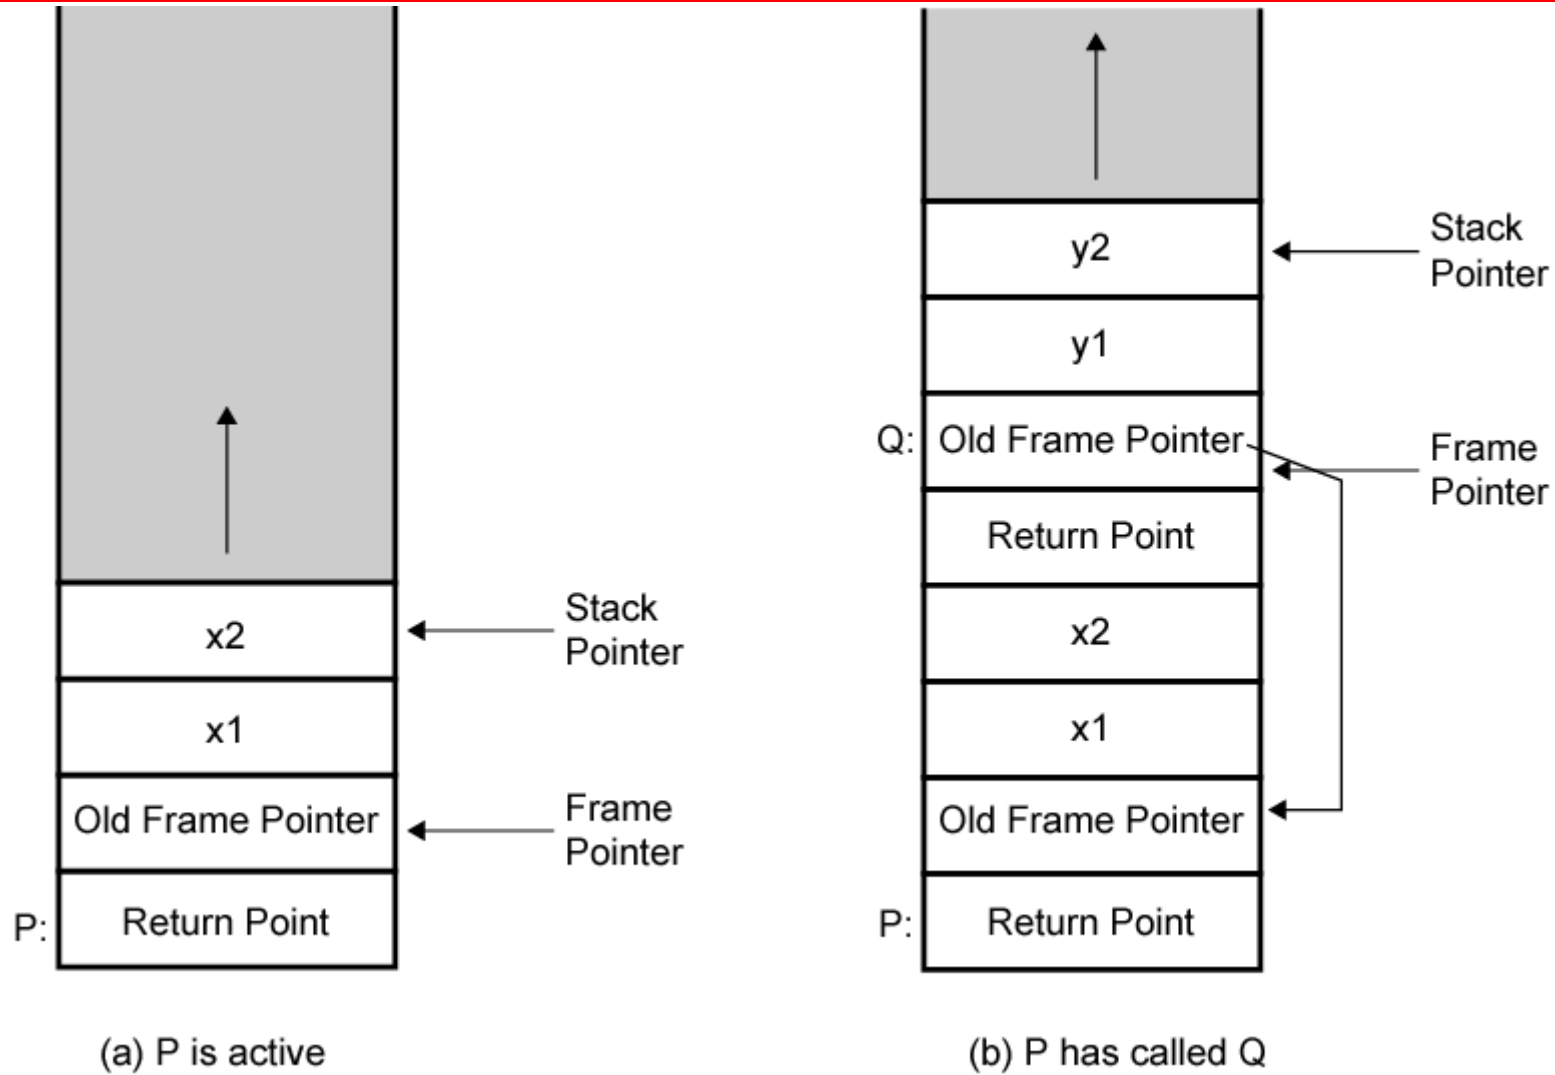 x2
Stack
Pointer
x1
Old Frame Pointer
Frame
Pointer
P:
Return Point
(a) P is active
y2
Stack
Pointer
y1
Q:
Old Frame Pointer
Frame
Pointer
Return Point
x2
x1
Old Frame Pointer
P:
Return Point
(b) P has called Q